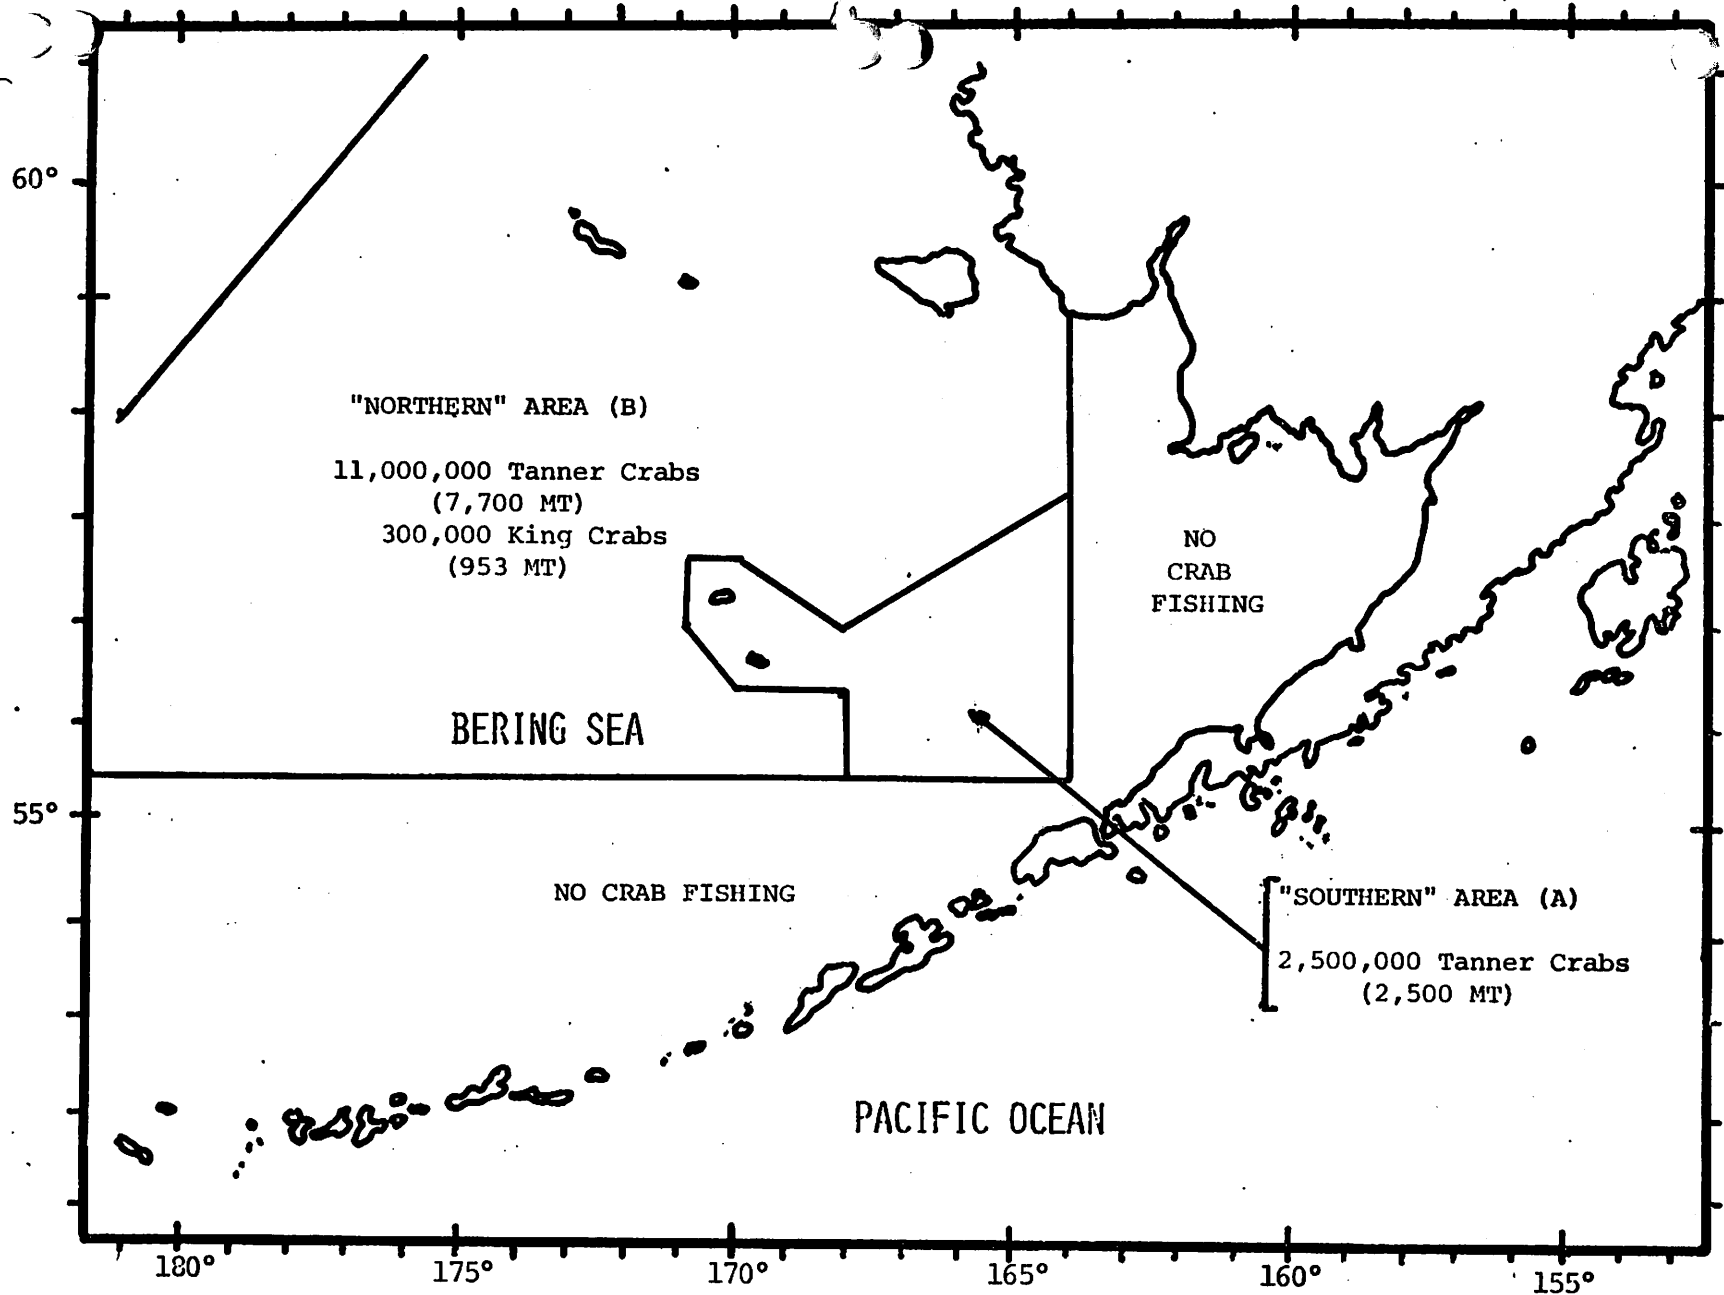 60°
"NORTHERN" AREA (B)
11,000,000 Tanner Crabs
(7,700 MT)
300,000 King Crabs
(953 MT)
NO
CRAB
FISHING
BERING SEA
55°
NO CRAB FISHING
"SOUTHERN" AREA (A)
2,500,000 Tanner Crabs
(2,500 MT)
PACIFIC OCEAN
180° 175° 170° 165° 160° 155°